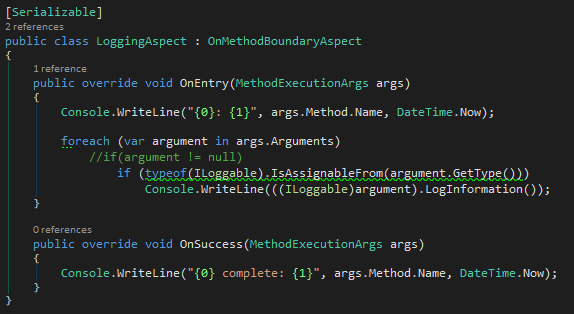 [Serializable]
2 references
public class LoggingAspect : OnMethodBoundaryAspect
{
1 reference
public override void OnEntry(MethodExecutionArgs args)
{
Console.WriteLine("{0}: {1}", args.Method.Name, DateTime.Now);
foreach (var argument in args.Arguments)
//if(argument != null)
if (typeof(ILoggable).IsAssignableFrom(argument.GetType()))
Console.WriteLine(((ILoggable)argument).LogInformation());
}
0 references
public override void OnSuccess(MethodExecutionArgs args)
{
Console.WriteLine("{0} complete: {1}", args.Method.Name, DateTime.Now);
}
}